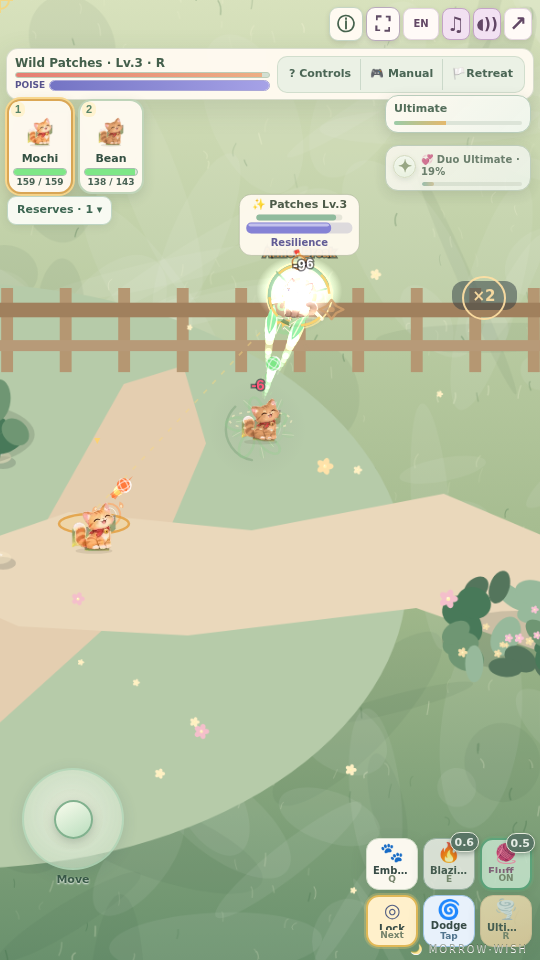 EN
Wild Patches · Lv.3 · R
POISE
? Controls
🎮 Manual
🏳️Retreat
1
Mochi
159 / 159
2
Bean
138 / 143
Ultimate
💞 Duo Ultimate ·
19%
Reserves · 1 ▾
✨ Patches Lv.3
Resilience
-96
×2
-6
Move
Emb...
Q
0.6
Blazi...
E
0.5
Fluff
ON
Lock
Next
Dodge
Tap
Ulti...
R
🌙 MORROW-WISH